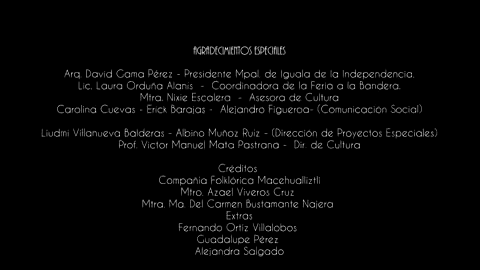 AGRADECIMIENTOS ESPECIALES
Arq. David Gama Pérez - Presidente Mpal. de Iguala de la Independencia.
Lic. Laura Orduña Alanis - Coordinadora de la Feria a la Bandera.
Mtra. Nixie Escalera - Asesora de Cultura
Carolina Cuevas - Erick Barajas - Alejandro Figueroa- (Comunicación Social)
Liudmi Villanueva Balderas - Albino Muñoz Ruiz - (Dirección de Proyectos Especiales)
Prof. Victor Manuel Mata Pastrana - Dir. de Cultura
Créditos
Compañia Folklórica Macehualliztli
Mtro. Azael Viveros Cruz
Mtra. Ma. Del Carmen Bustamante Najera
Extras
Fernando Ortiz Villalobos
Guadalupe Pérez
Alejandra Salgado